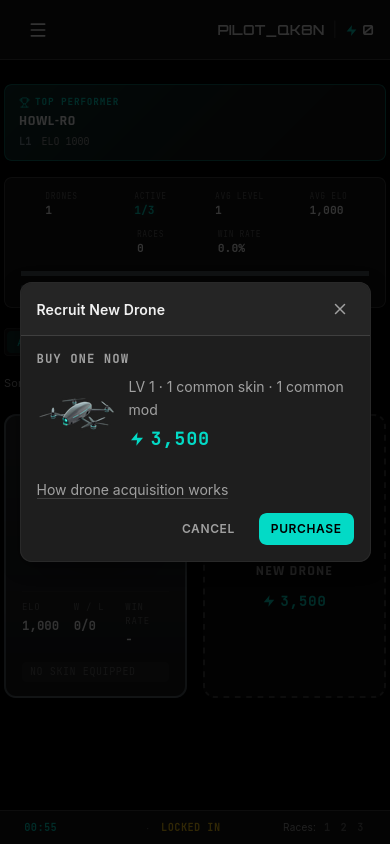 ☰ PILOT_QK8N 0
TOP PERFORMER
HOWL-RO
L1 ELO 1000
DRONES ACTIVE AVG LEVEL AVG ELO
1 1/3 1 1,000
RACES WIN RATE
0 0.0%
Recruit New Drone
BUY ONE NOW
LV 1 · 1 common skin · 1 common
mod
3,500
How drone acquisition works
CANCEL PURCHASE
NEW DRONE
3,500
ELO W / L WIN
RATE
1,000 0/0 -
NO SKIN EQUIPPED
00:55 LOCKED IN Races: 1 2 3